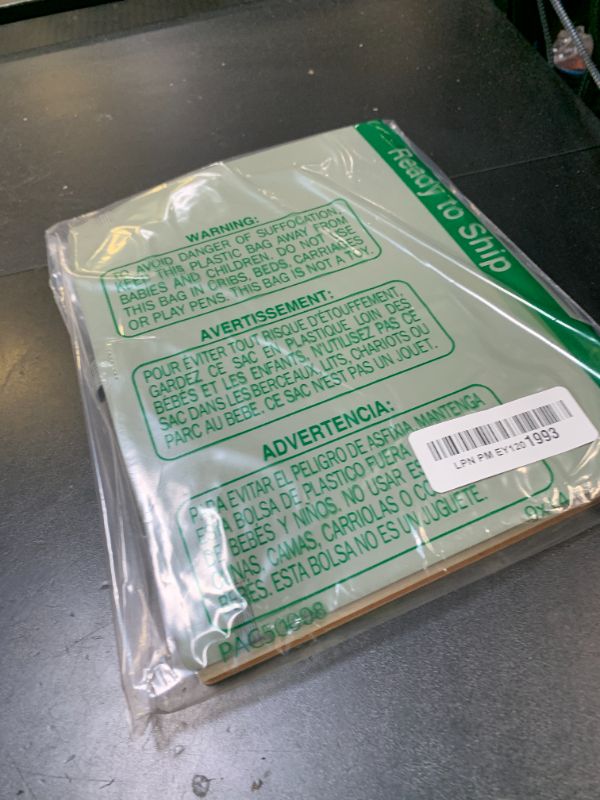 Ready to Ship
WARNING:
TO AVOID DANGER OF SUFFOCATION,
KEEP THIS PLASTIC BAG AWAY FROM
BABIES AND CHILDREN. DO NOT USE
THIS BAG IN CRIBS, BEDS, CARRIAGES
OR PLAY PENS. THIS BAG IS NOT A TOY.
AVERTISSEMENT:
POUR ÉVITER TOUT RISQUE D'ÉTOUFFEMENT,
GARDEZ CE SAC EN PLASTIQUE LOIN DES
BÉBÉS ET LES ENFANTS, N'UTILISEZ PAS CE
SAC DANS LES BERCEAUX, LITS, CHARIOTS OU
PARC AU BÉBÉ. CE SAC N'EST PAS UN JOUET.
ADVERTENCIA:
PARA EVITAR EL PELIGRO DE ASFIXIA, MANTENGA
BOLSA DE PLASTICO FUERA
BEBÉS Y NIÑOS. NO USAR
CUNAS, CAMAS, CARRIOLAS O
BEBÉS. ESTA BOLSA NO ES UN JUGUETE.
LPN PM EY120 1993